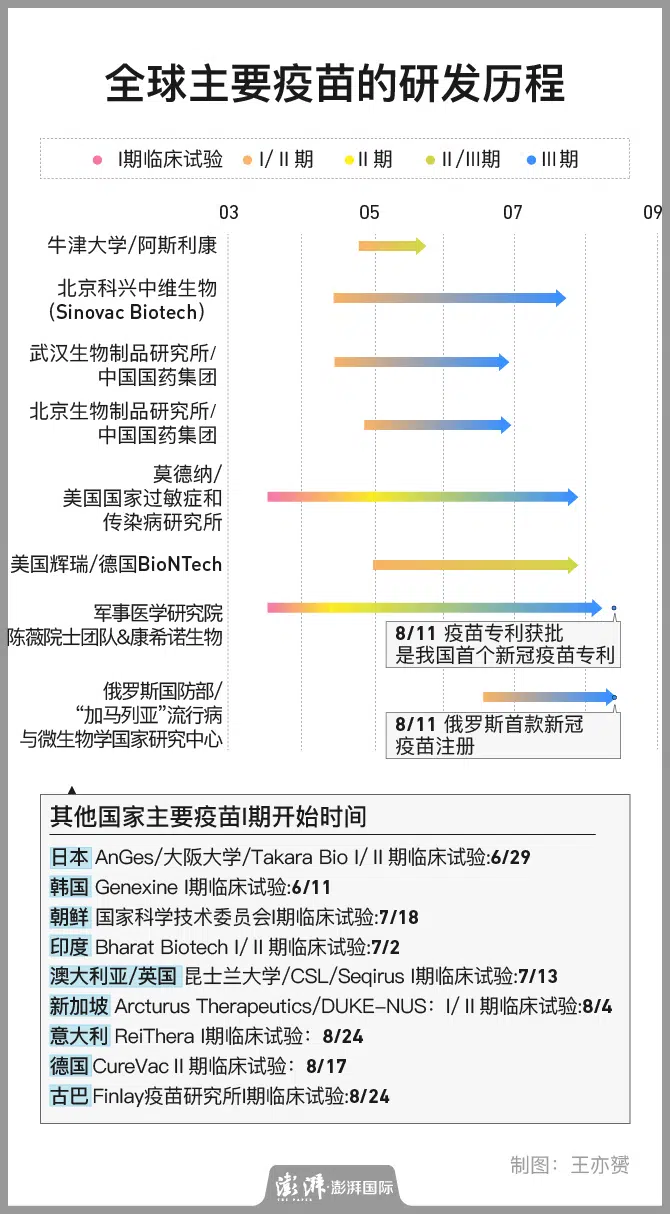 全球主要疫苗的研发历程
I期临床试验 I/II期 II期 II/III期 III期
03 05 07 09
牛津大学/阿斯利康
北京科兴中维生物
(Sinovac Biotech)
武汉生物制品研究所/
中国国药集团
北京生物制品研究所/
中国国药集团
莫德纳/
美国国家过敏症和
传染病研究所
美国辉瑞/德国BioNTech
军事医学研究院
陈薇院士团队&康希诺生物
8/11 疫苗专利获批
是我国首个新冠疫苗专利
俄罗斯国防部/
“加马列亚”流行病
与微生物学国家研究中心
8/11 俄罗斯首款新冠
疫苗注册
其他国家主要疫苗I期开始时间
日本 AnGes/大阪大学/Takara Bio I/II期临床试验:6/29
韩国 Genexine I期临床试验:6/11
朝鲜 国家科学技术委员会I期临床试验:7/18
印度 Bharat Biotech I/II期临床试验:7/2
澳大利亚/英国 昆士兰大学/CSL/Seqirus I期临床试验:7/13
新加坡 Arcturus Therapeutics/DUKE-NUS：I/II期临床试验:8/4
意大利 ReiThera I期临床试验：8/24
德国 CureVac II期临床试验：8/17
古巴 Finlay疫苗研究所I期临床试验:8/24
制图：王亦赟
澎湃·澎湃国际
THE PAPER